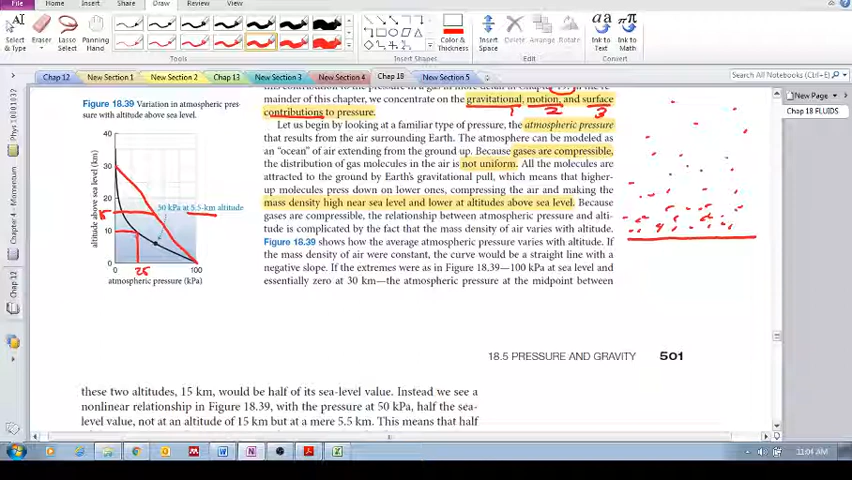 File
Home
Insert
Share
Draw
View
Select & Type
Eraser
Lasso Select
Panning Hand
Color & Thickness
Insert Space
Delete
Arrange
Rotate
Ink to Text
Ink to Math
Tools
Insert Shapes
Edit
Convert
Chap 12
New Section 1
New Section 2
Chap 13
New Section 3
New Section 4
Chap 18
New Section 5
Search All Notebooks (Ctrl+E)
New Page
Chap 18 FLUIDS
Phys 10041037
Chapter 4 - Momentum
Chap 12
mainder of this chapter, we concentrate on the gravitational, motion, and surface
contributions to pressure.
1 2 3
Figure 18.39 Variation in atmospheric pres-
sure with altitude above sea level.
altitude above sea level (km)
40
30
20
10
0
15
50 kPa at 5.5-km altitude
0
100
25
atmospheric pressure (kPa)
Let us begin by looking at a familiar type of pressure, the atmospheric pressure
that results from the air surrounding Earth. The atmosphere can be modeled as
an “ocean” of air extending from the ground up. Because gases are compressible,
the distribution of gas molecules in the air is not uniform. All the molecules are
attracted to the ground by Earth's gravitational pull, which means that higher-
up molecules press down on lower ones, compressing the air and making the
mass density high near sea level and lower at altitudes above sea level. Because
gases are compressible, the relationship between atmospheric pressure and alti-
tude is complicated by the fact that the mass density of air varies with altitude.
Figure 18.39 shows how the average atmospheric pressure varies with altitude. If
the mass density of air were constant, the curve would be a straight line with a
negative slope. If the extremes were as in Figure 18.39—100 kPa at sea level and
essentially zero at 30 km—the atmospheric pressure at the midpoint between
18.5 PRESSURE AND GRAVITY 501
these two altitudes, 15 km, would be half of its sea-level value. Instead we see a
nonlinear relationship in Figure 18.39, with the pressure at 50 kPa, half the sea-
level value, not at an altitude of 15 km but at a mere 5.5 km. This means that half
11:04 AM